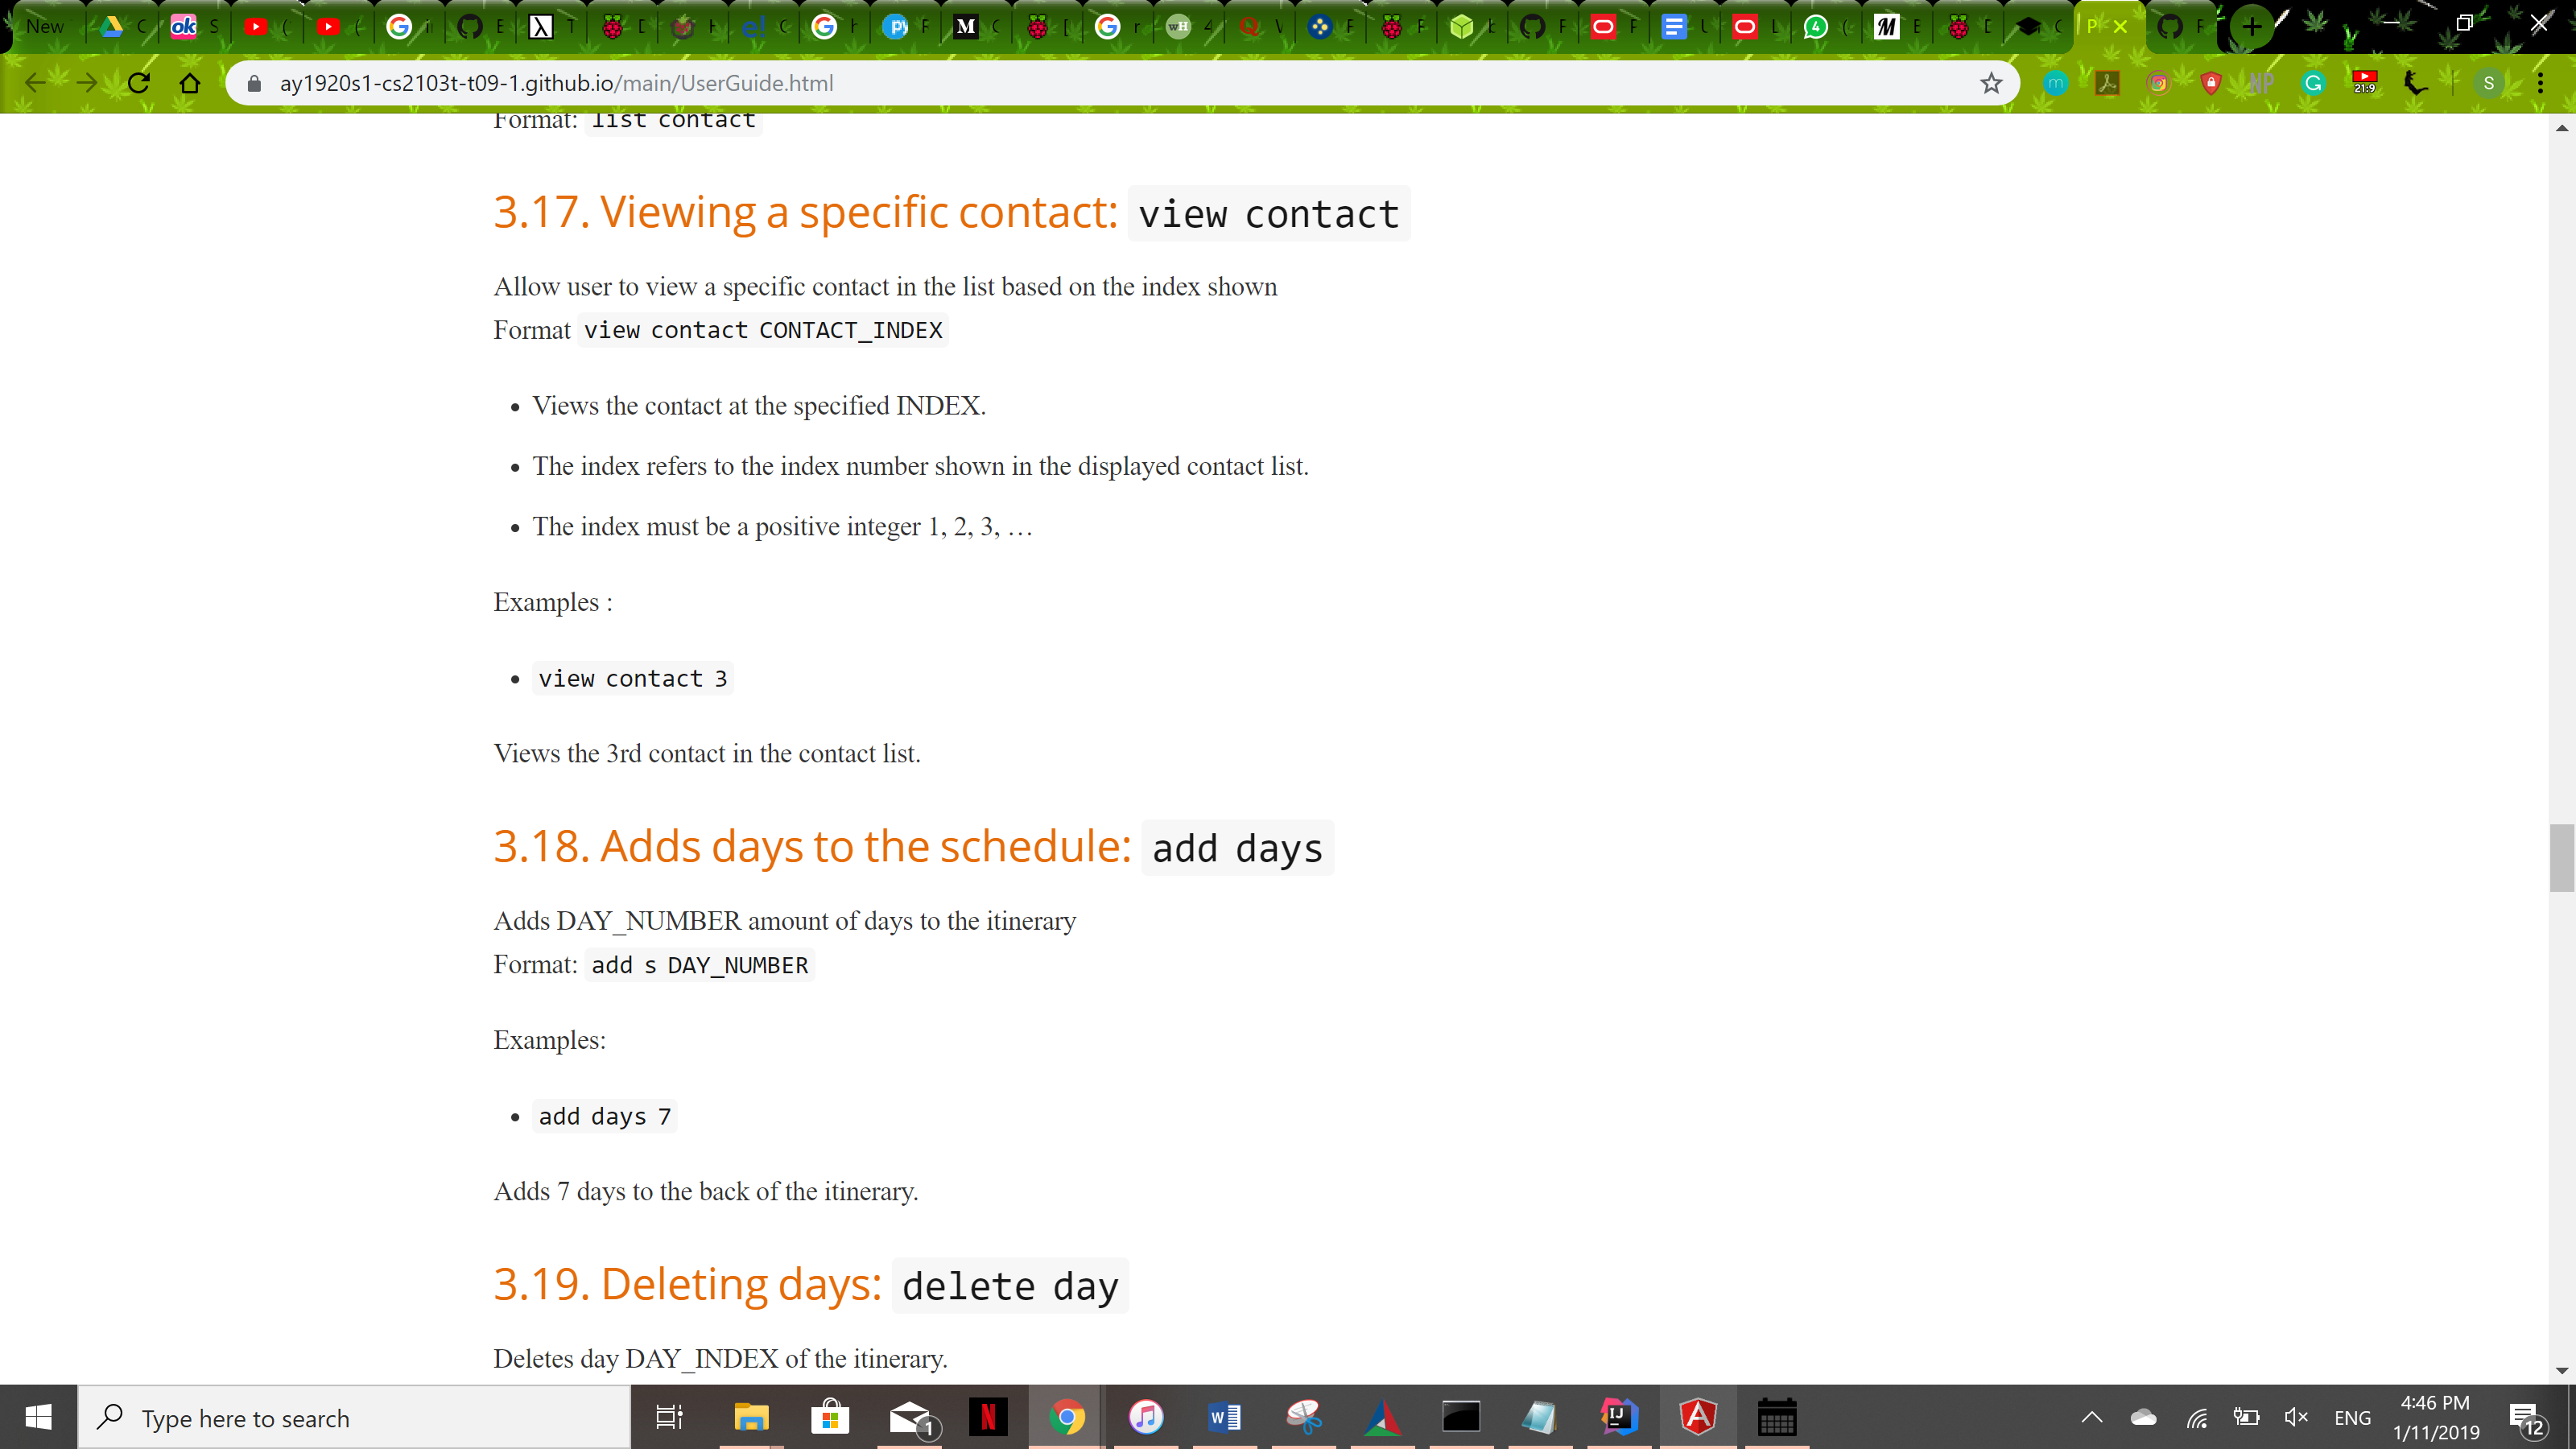 New
ay1920s1-cs2103t-t09-1.github.io/main/UserGuide.html
Format: list contact
3.17. Viewing a specific contact: view contact
Allow user to view a specific contact in the list based on the index shown
Format view contact CONTACT_INDEX
• Views the contact at the specified INDEX.
• The index refers to the index number shown in the displayed contact list.
• The index must be a positive integer 1, 2, 3, …
Examples :
• view contact 3
Views the 3rd contact in the contact list.
3.18. Adds days to the schedule: add days
Adds DAY_NUMBER amount of days to the itinerary
Format: add s DAY_NUMBER
Examples:
• add days 7
Adds 7 days to the back of the itinerary.
3.19. Deleting days: delete day
Deletes day DAY_INDEX of the itinerary.
Type here to search
1
ENG
4:46 PM
1/11/2019
12